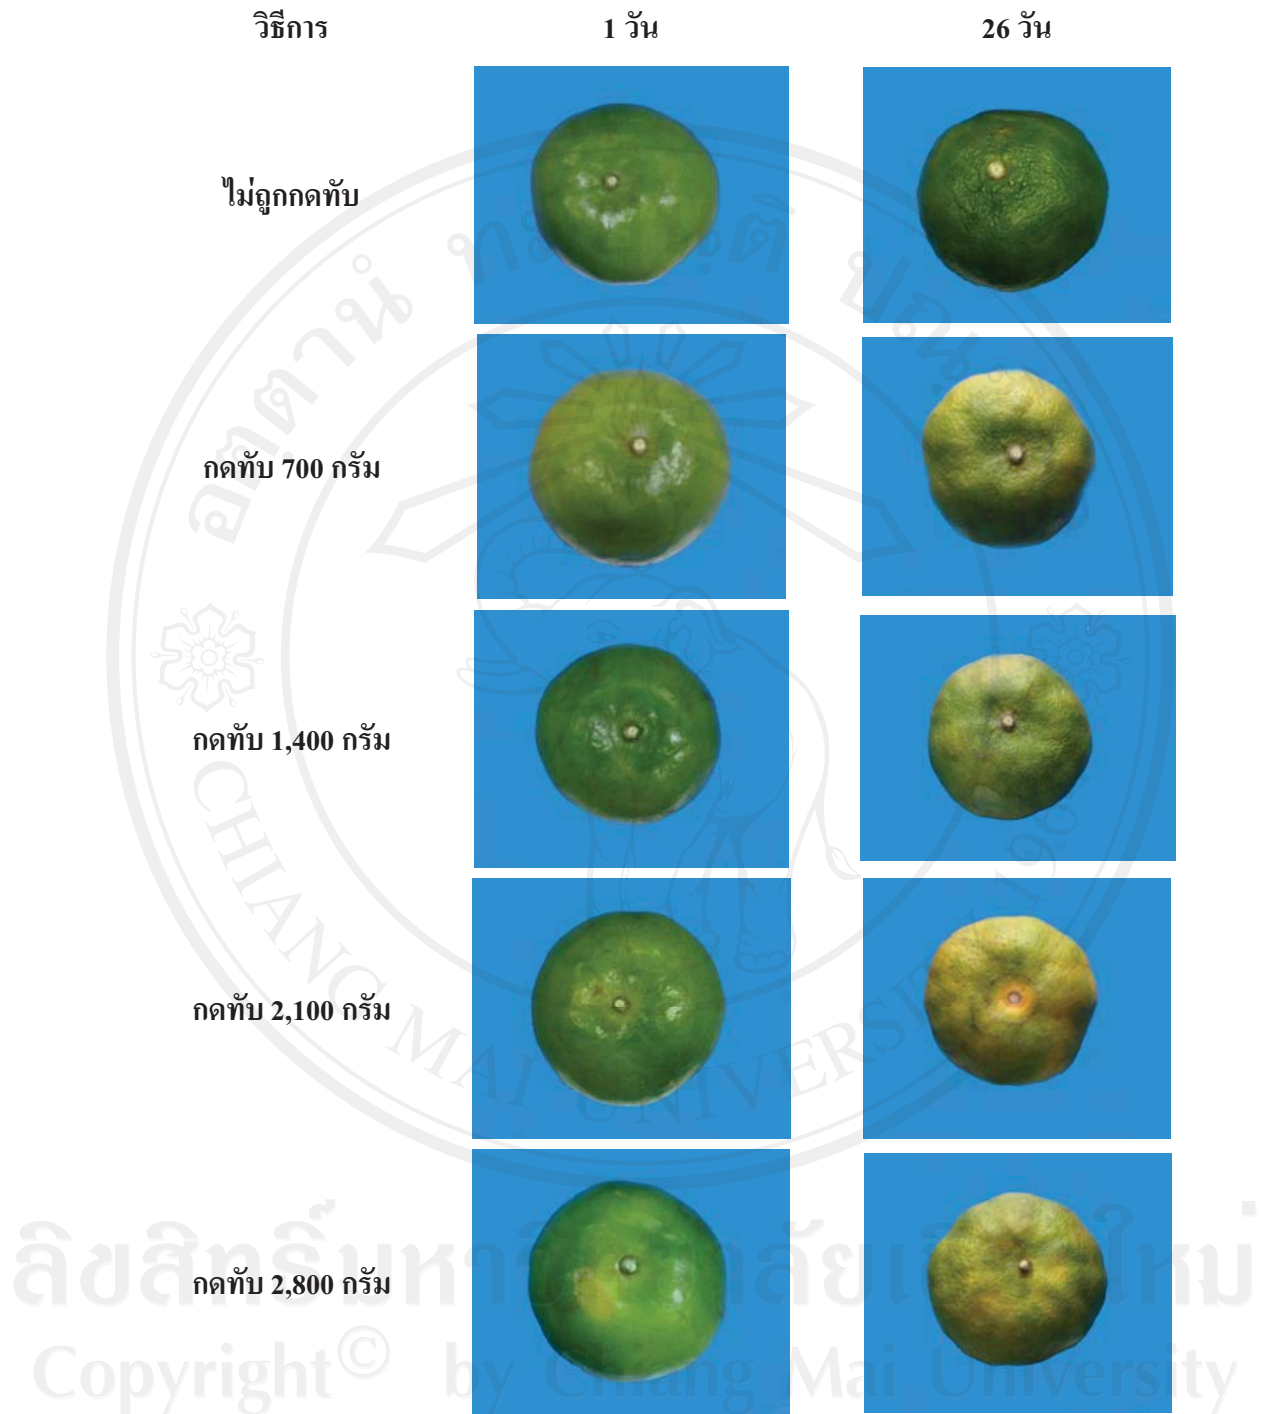 วิธีการ 1 วัน 26 วัน
ไม่ถูกกดทับ
กดทับ 700 กรัม
กดทับ 1,400 กรัม
กดทับ 2,100 กรัม
กดทับ 2,800 กรัม
CHIANG MAI UNIVERSITY
ลิขสิทธิ์มหาวิทยาลัยเชียงใหม่
Copyright© by Chiang Mai University